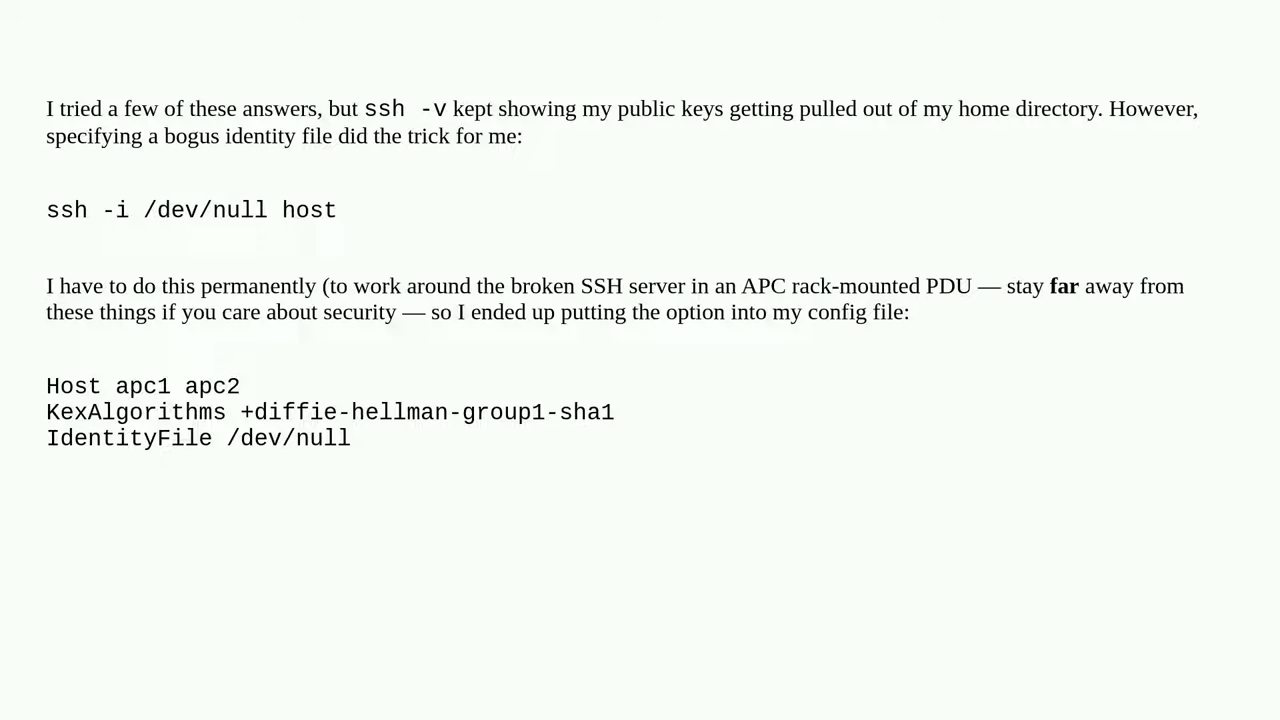 I tried a few of these answers, but ssh -v kept showing my public keys getting pulled out of my home directory. However,
specifying a bogus identity file did the trick for me:
ssh -i /dev/null host
I have to do this permanently (to work around the broken SSH server in an APC rack-mounted PDU — stay far away from
these things if you care about security — so I ended up putting the option into my config file:
Host apc1 apc2
KexAlgorithms +diffie-hellman-group1-sha1
IdentityFile /dev/null